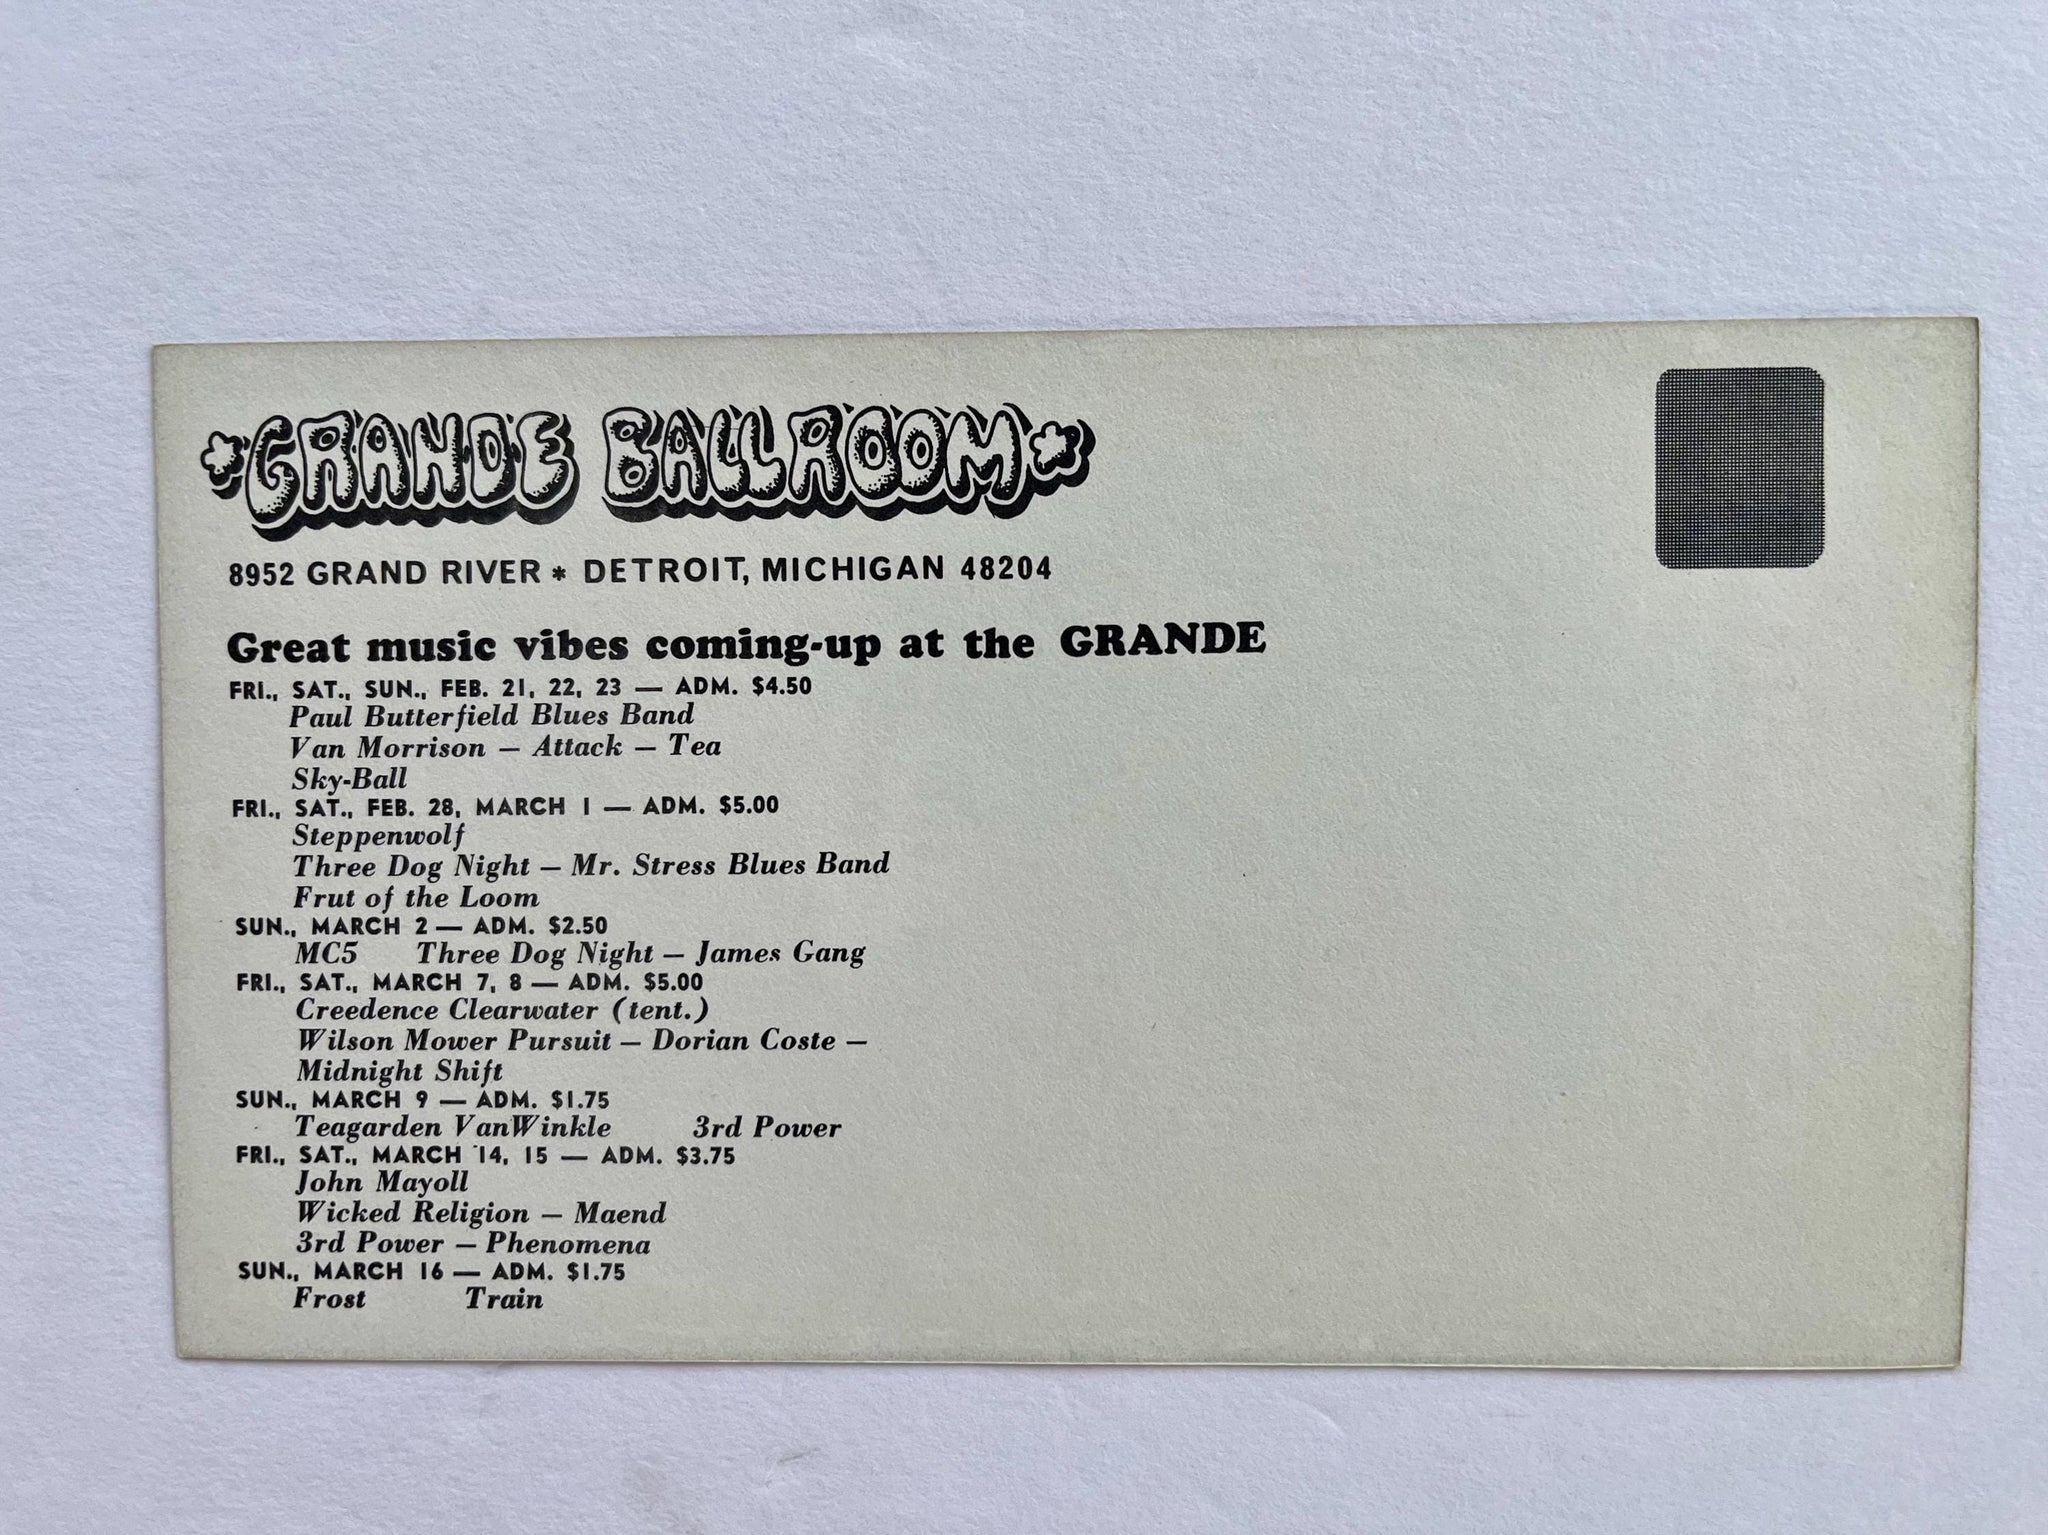 GRANDE BALLROOM
8952 GRAND RIVER * DETROIT, MICHIGAN 48204
Great music vibes coming-up at the GRANDE
FRI., SAT., SUN., FEB. 21, 22, 23 — ADM. $4.50
Paul Butterfield Blues Band
Van Morrison — Attack — Tea
Sky-Ball
FRI., SAT., FEB. 28, MARCH 1 — ADM. $5.00
Steppenwolf
Three Dog Night — Mr. Stress Blues Band
Frut of the Loom
SUN., MARCH 2 — ADM. $2.50
MC5 Three Dog Night — James Gang
FRI., SAT., MARCH 7, 8 — ADM. $5.00
Creedence Clearwater (tent.)
Wilson Mower Pursuit — Dorian Coste —
Midnight Shift
SUN., MARCH 9 — ADM. $1.75
Teagarden VanWinkle 3rd Power
FRI., SAT., MARCH 14, 15 — ADM. $3.75
John Mayoll
Wicked Religion — Maend
3rd Power — Phenomena
SUN., MARCH 16 — ADM. $1.75
Frost Train